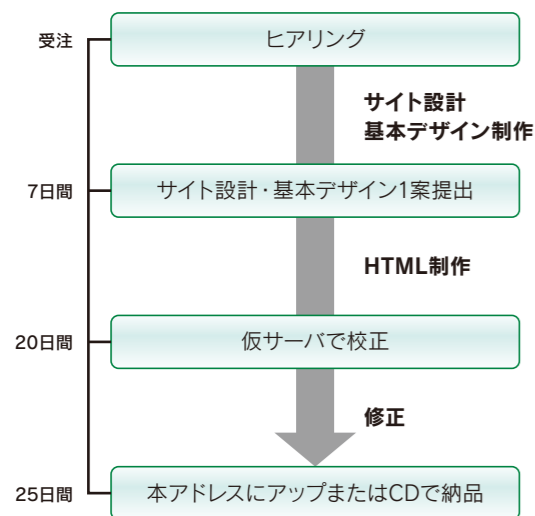 受注
ヒアリング
サイト設計
基本デザイン制作
7日間
サイト設計・基本デザイン1案提出
HTML制作
20日間
仮サーバで校正
修正
25日間
本アドレスにアップまたはCDで納品